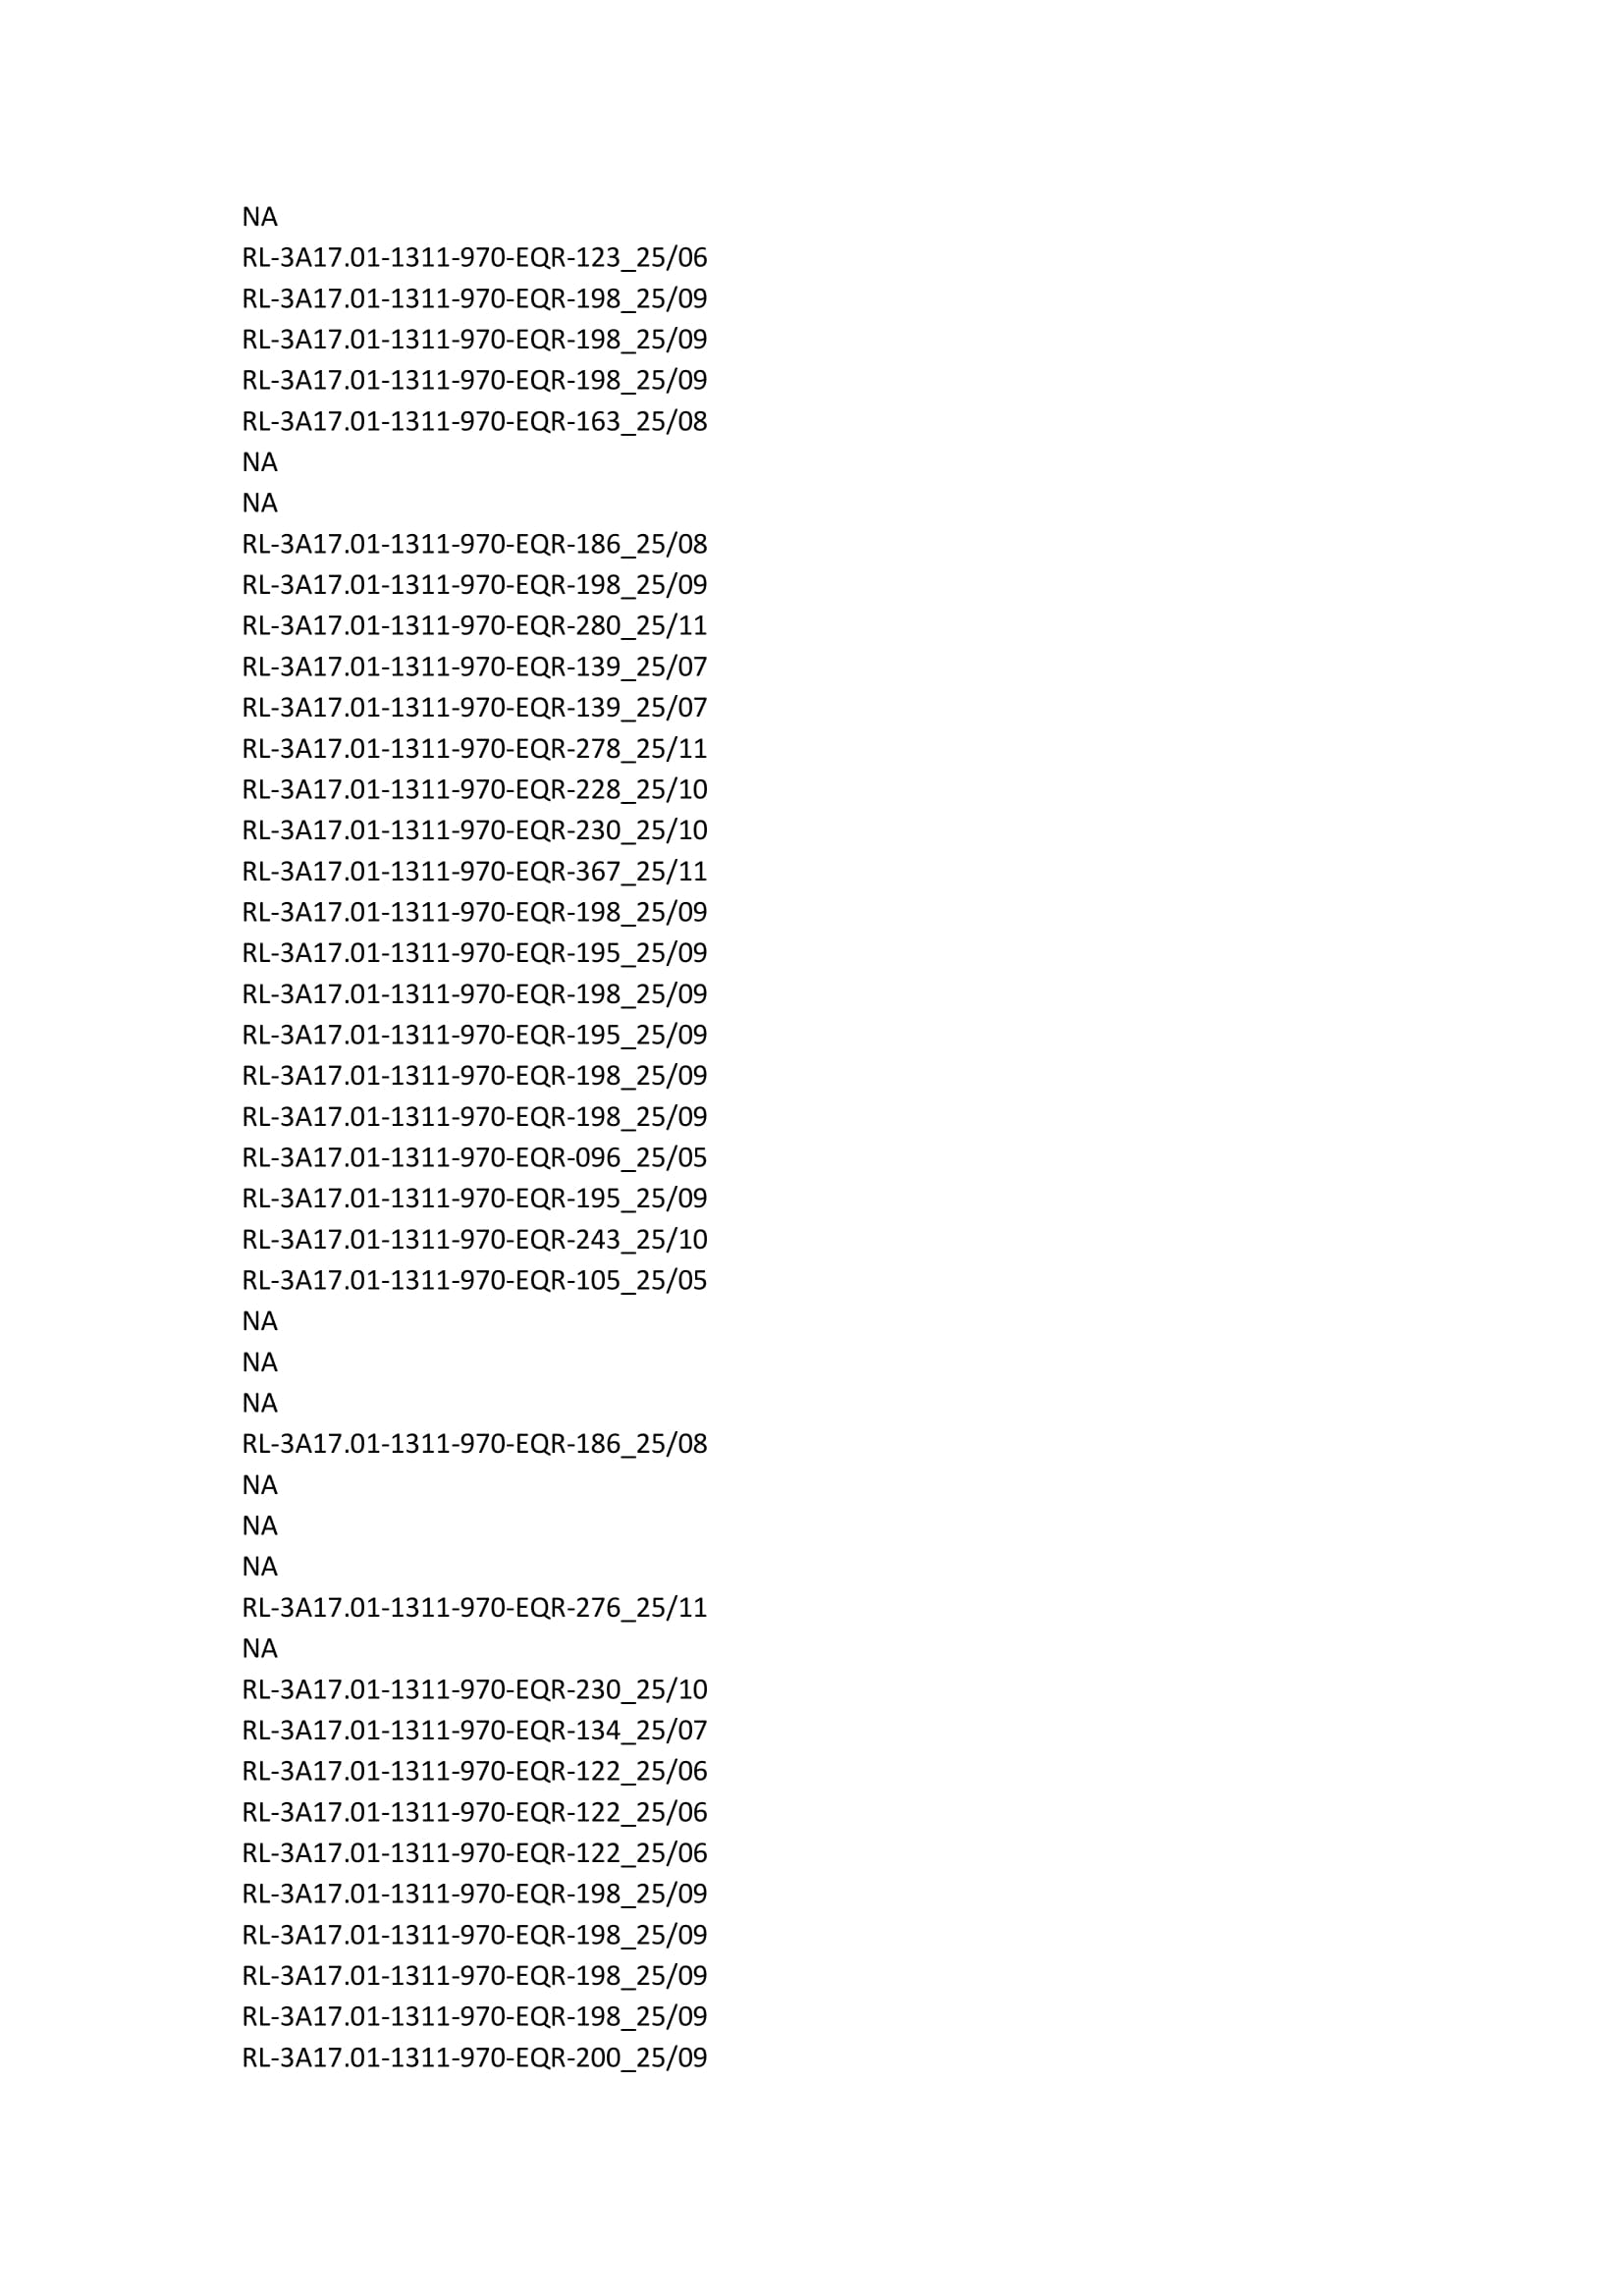 NA
RL-3A17.01-1311-970-EQR-123_25/06
RL-3A17.01-1311-970-EQR-198_25/09
RL-3A17.01-1311-970-EQR-198_25/09
RL-3A17.01-1311-970-EQR-198_25/09
RL-3A17.01-1311-970-EQR-163_25/08
NA
NA
RL-3A17.01-1311-970-EQR-186_25/08
RL-3A17.01-1311-970-EQR-198_25/09
RL-3A17.01-1311-970-EQR-280_25/11
RL-3A17.01-1311-970-EQR-139_25/07
RL-3A17.01-1311-970-EQR-139_25/07
RL-3A17.01-1311-970-EQR-278_25/11
RL-3A17.01-1311-970-EQR-228_25/10
RL-3A17.01-1311-970-EQR-230_25/10
RL-3A17.01-1311-970-EQR-367_25/11
RL-3A17.01-1311-970-EQR-198_25/09
RL-3A17.01-1311-970-EQR-195_25/09
RL-3A17.01-1311-970-EQR-198_25/09
RL-3A17.01-1311-970-EQR-195_25/09
RL-3A17.01-1311-970-EQR-198_25/09
RL-3A17.01-1311-970-EQR-198_25/09
RL-3A17.01-1311-970-EQR-096_25/05
RL-3A17.01-1311-970-EQR-195_25/09
RL-3A17.01-1311-970-EQR-243_25/10
RL-3A17.01-1311-970-EQR-105_25/05
NA
NA
NA
RL-3A17.01-1311-970-EQR-186_25/08
NA
NA
NA
RL-3A17.01-1311-970-EQR-276_25/11
NA
RL-3A17.01-1311-970-EQR-230_25/10
RL-3A17.01-1311-970-EQR-134_25/07
RL-3A17.01-1311-970-EQR-122_25/06
RL-3A17.01-1311-970-EQR-122_25/06
RL-3A17.01-1311-970-EQR-122_25/06
RL-3A17.01-1311-970-EQR-198_25/09
RL-3A17.01-1311-970-EQR-198_25/09
RL-3A17.01-1311-970-EQR-198_25/09
RL-3A17.01-1311-970-EQR-198_25/09
RL-3A17.01-1311-970-EQR-200_25/09